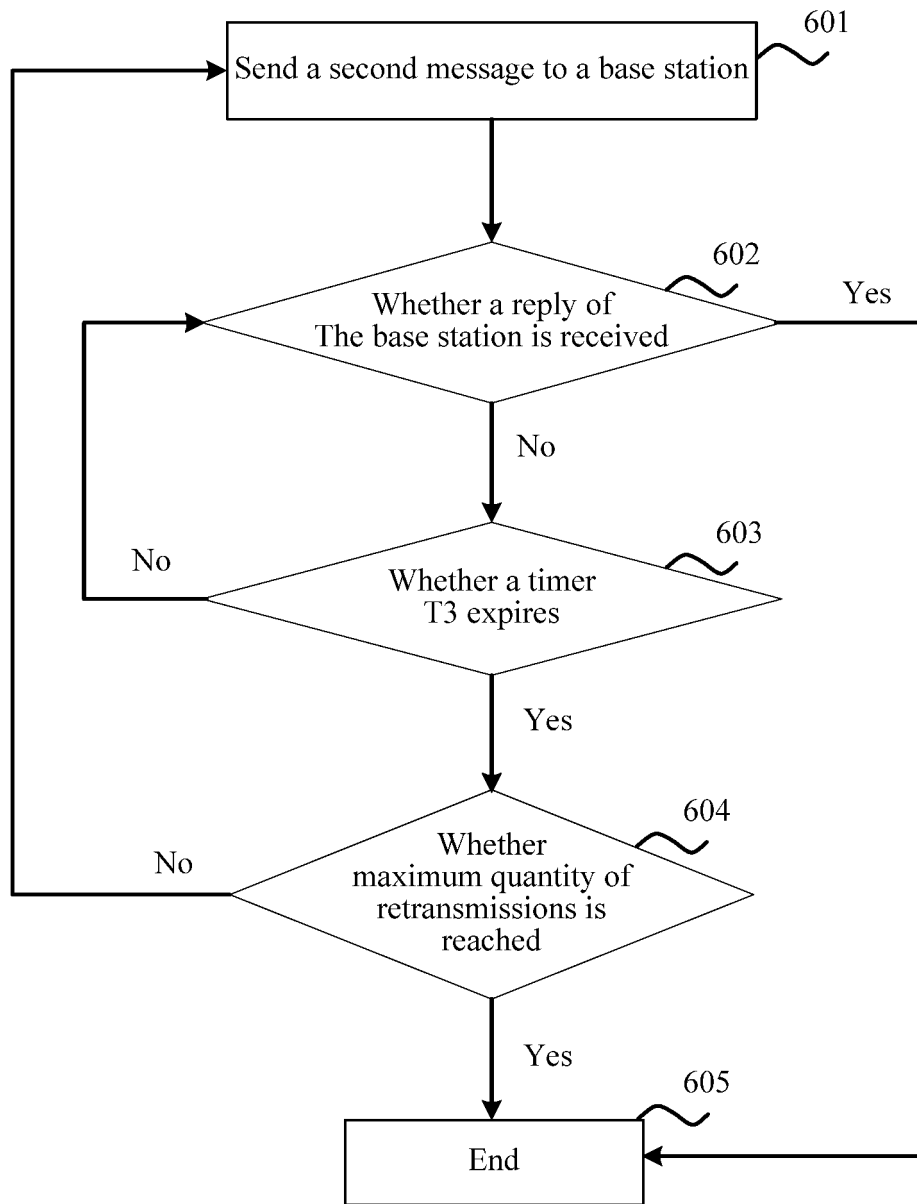 601
Send a second message to a base station
602
Whether a reply of
The base station is received
Yes
No
603
Whether a timer
T3 expires
No
Yes
604
Whether
maximum quantity of
retransmissions is
reached
No
Yes
605
End